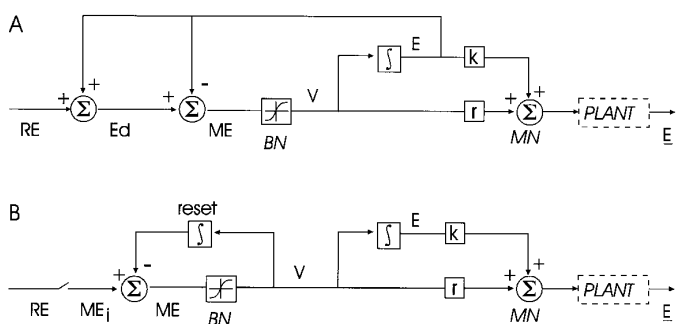 A
E
k
∫
+ + + - + +
Σ Σ r Σ PLANT
V
RE Ed ME BN MN E
B
reset
E
∫ ∫ k
- + +
+ V +
Σ r Σ PLANT
RE MEi ME BN MN E